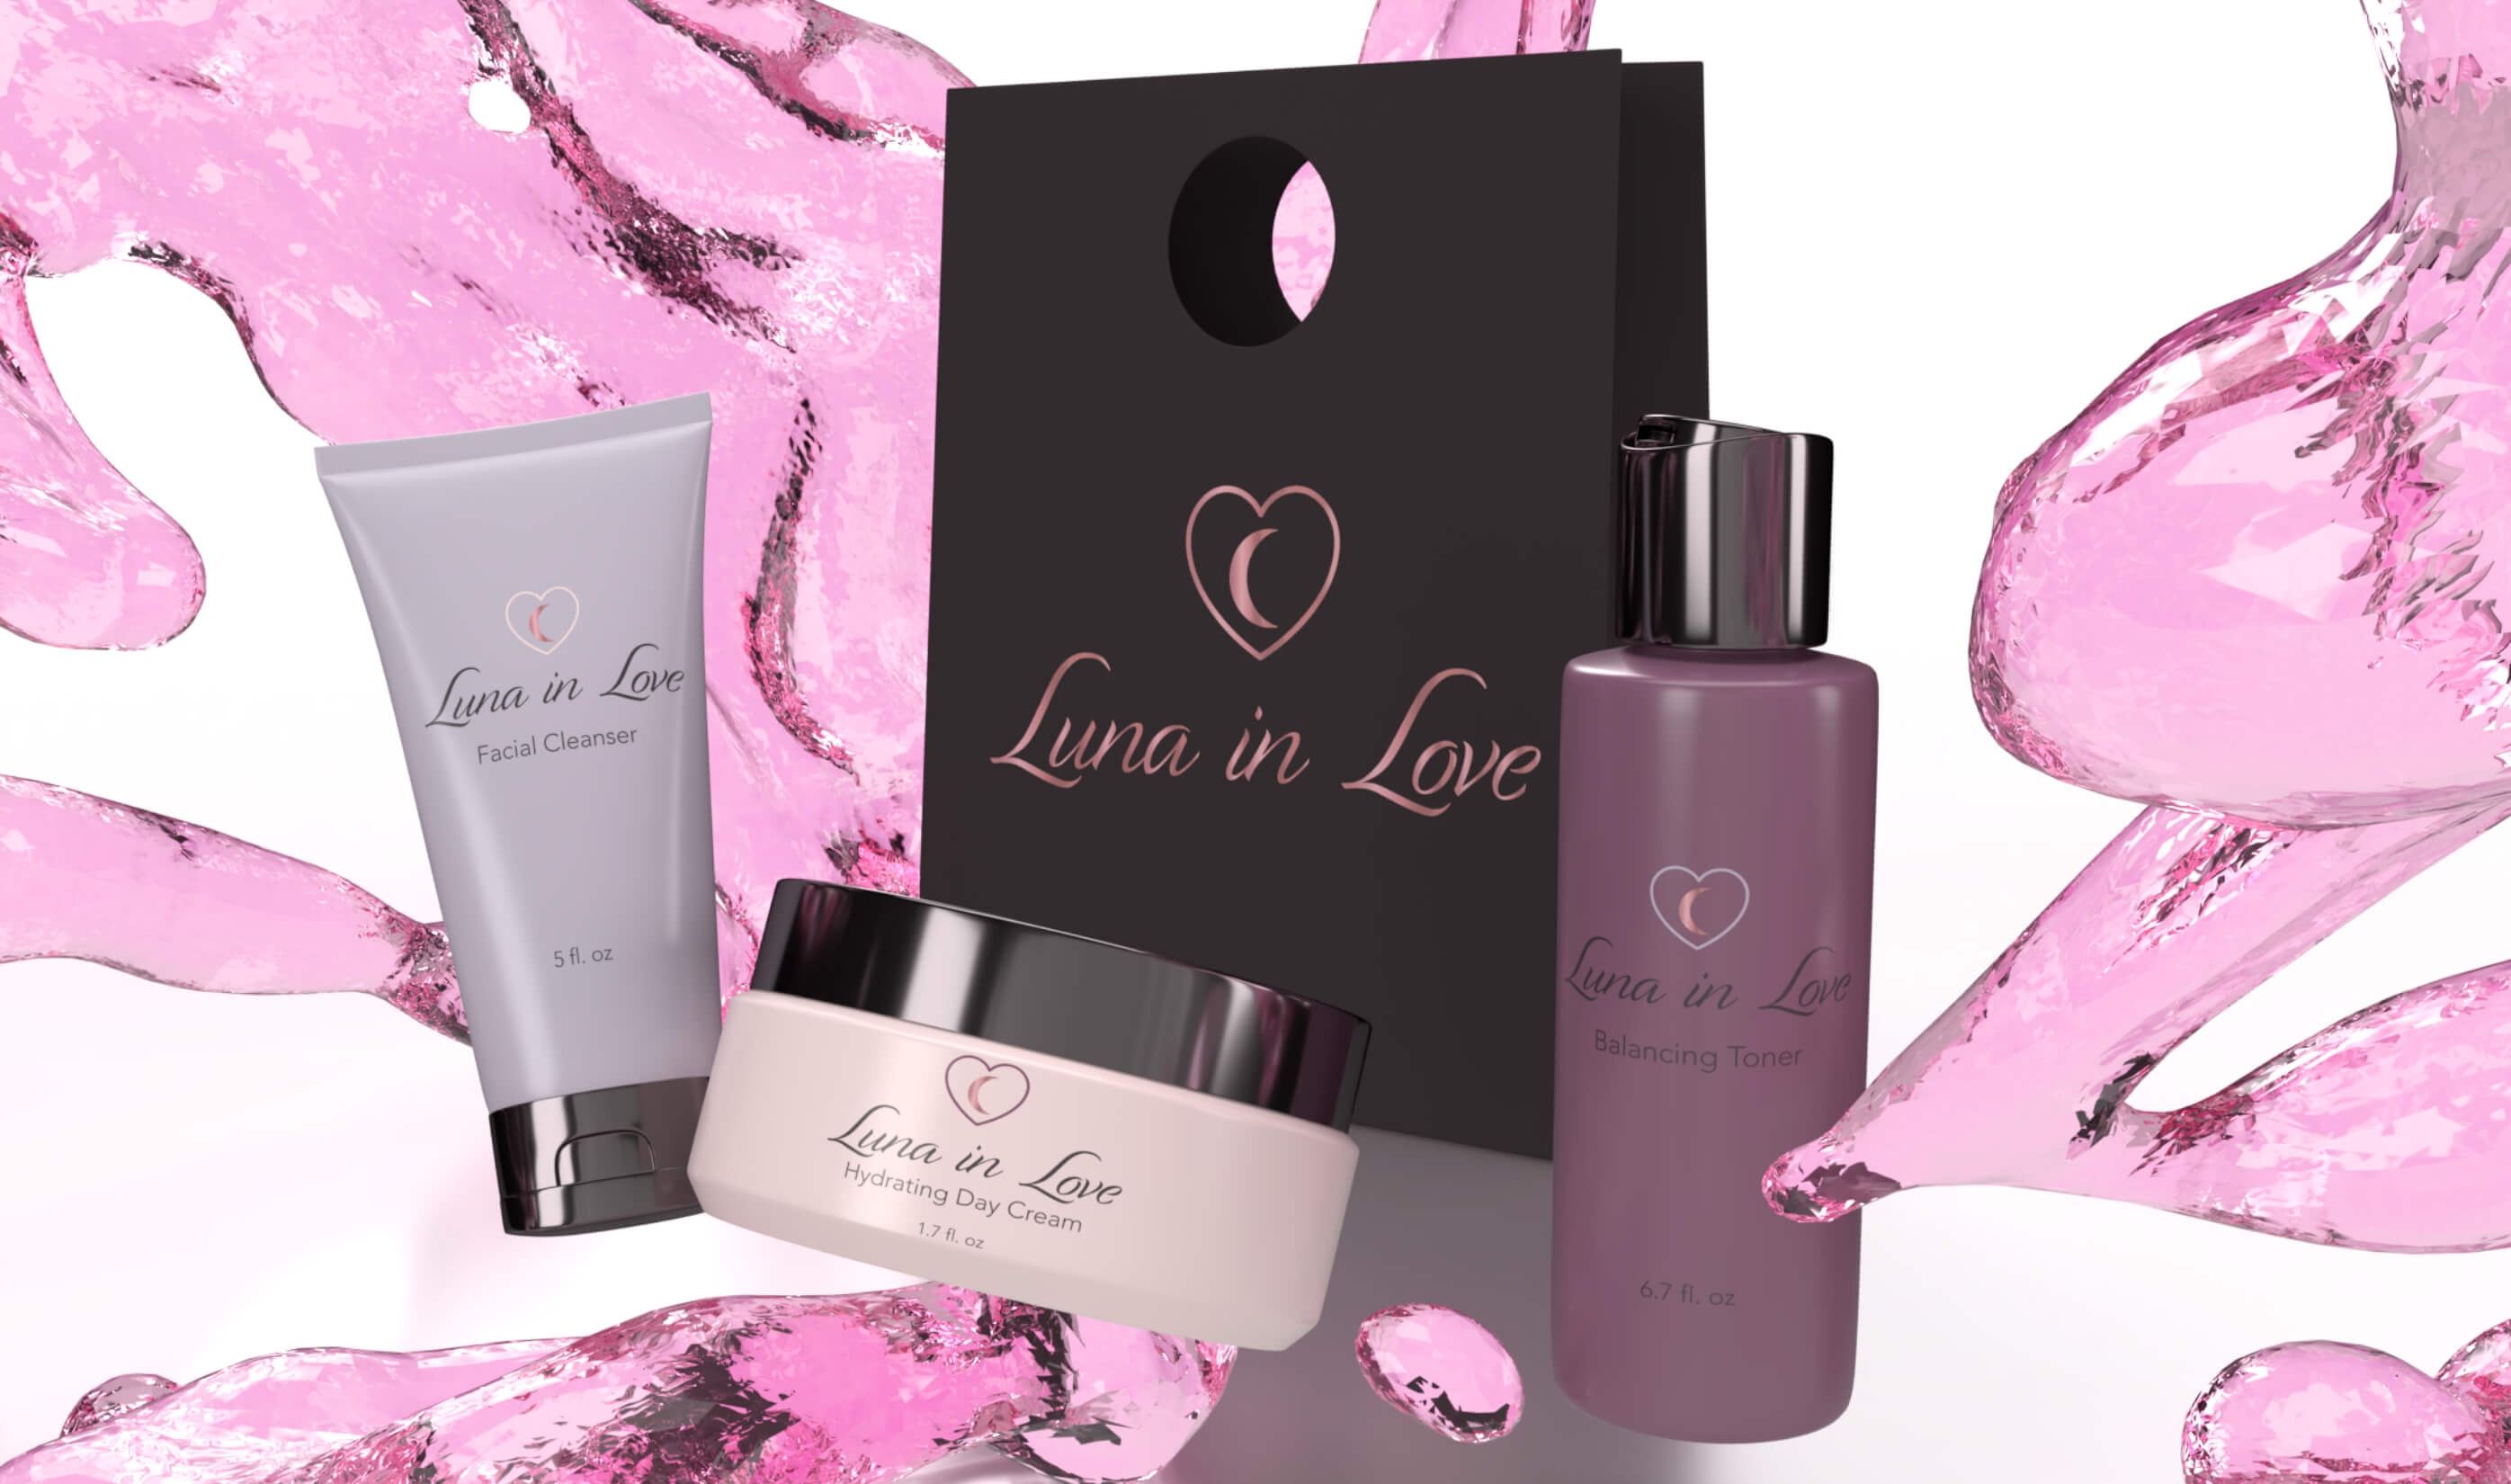 Luna in Love
Luna in Love
Facial Cleanser
5 fl. oz
Luna in Love
Hydrating Day Cream
1.7 fl. oz
Luna in Love
Balancing Toner
6.7 fl. oz